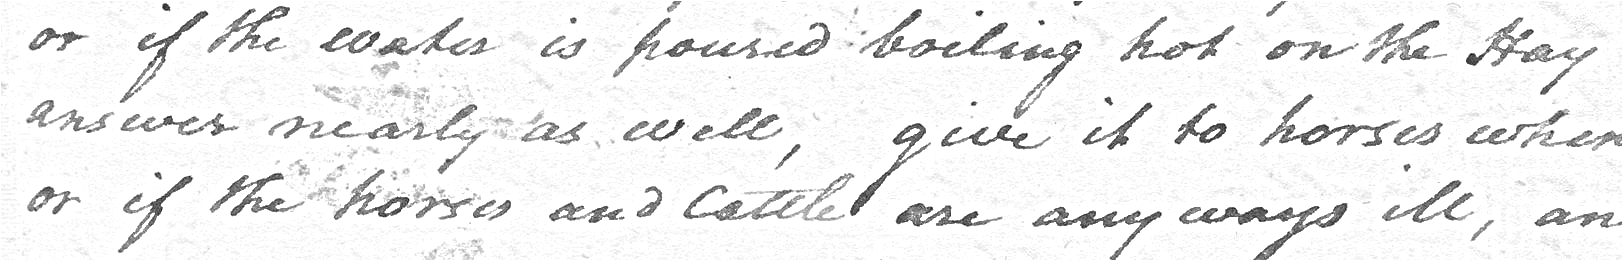 or if the water is poured boiling hot on the Hay
answer nearly as well, give it to horses when
or if the horses and Cattle are any ways ill, an